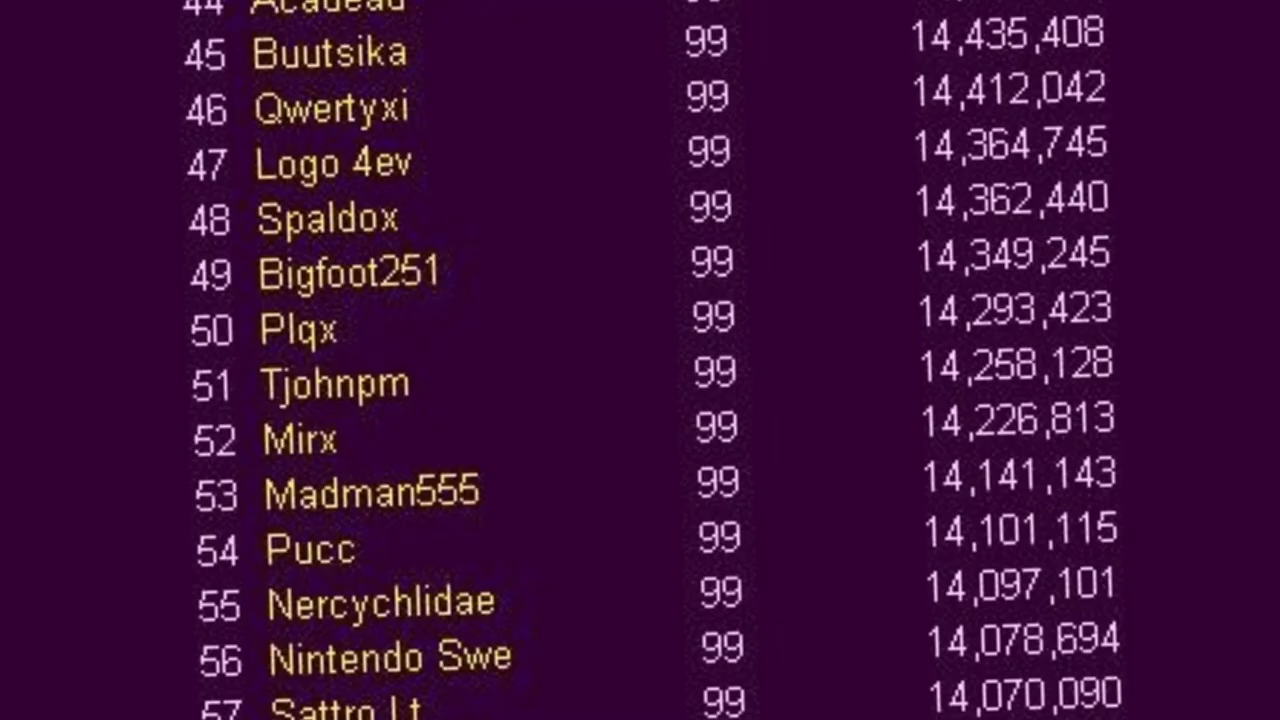 45 Buutsika 99 14,435,408
46 Qwertyxi 99 14,412,042
47 Logo 4ev 99 14,364,745
48 Spaldox 99 14,362,440
49 Bigfoot251 99 14,349,245
50 Plqx 99 14,293,423
51 Tjohnpm 99 14,258,128
52 Mirx 99 14,226,813
53 Madman555 99 14,141,143
54 Pucc 99 14,101,115
55 Nercychlidae 99 14,097,101
56 Nintendo Swe 99 14,078,694
57 99 14,070,090